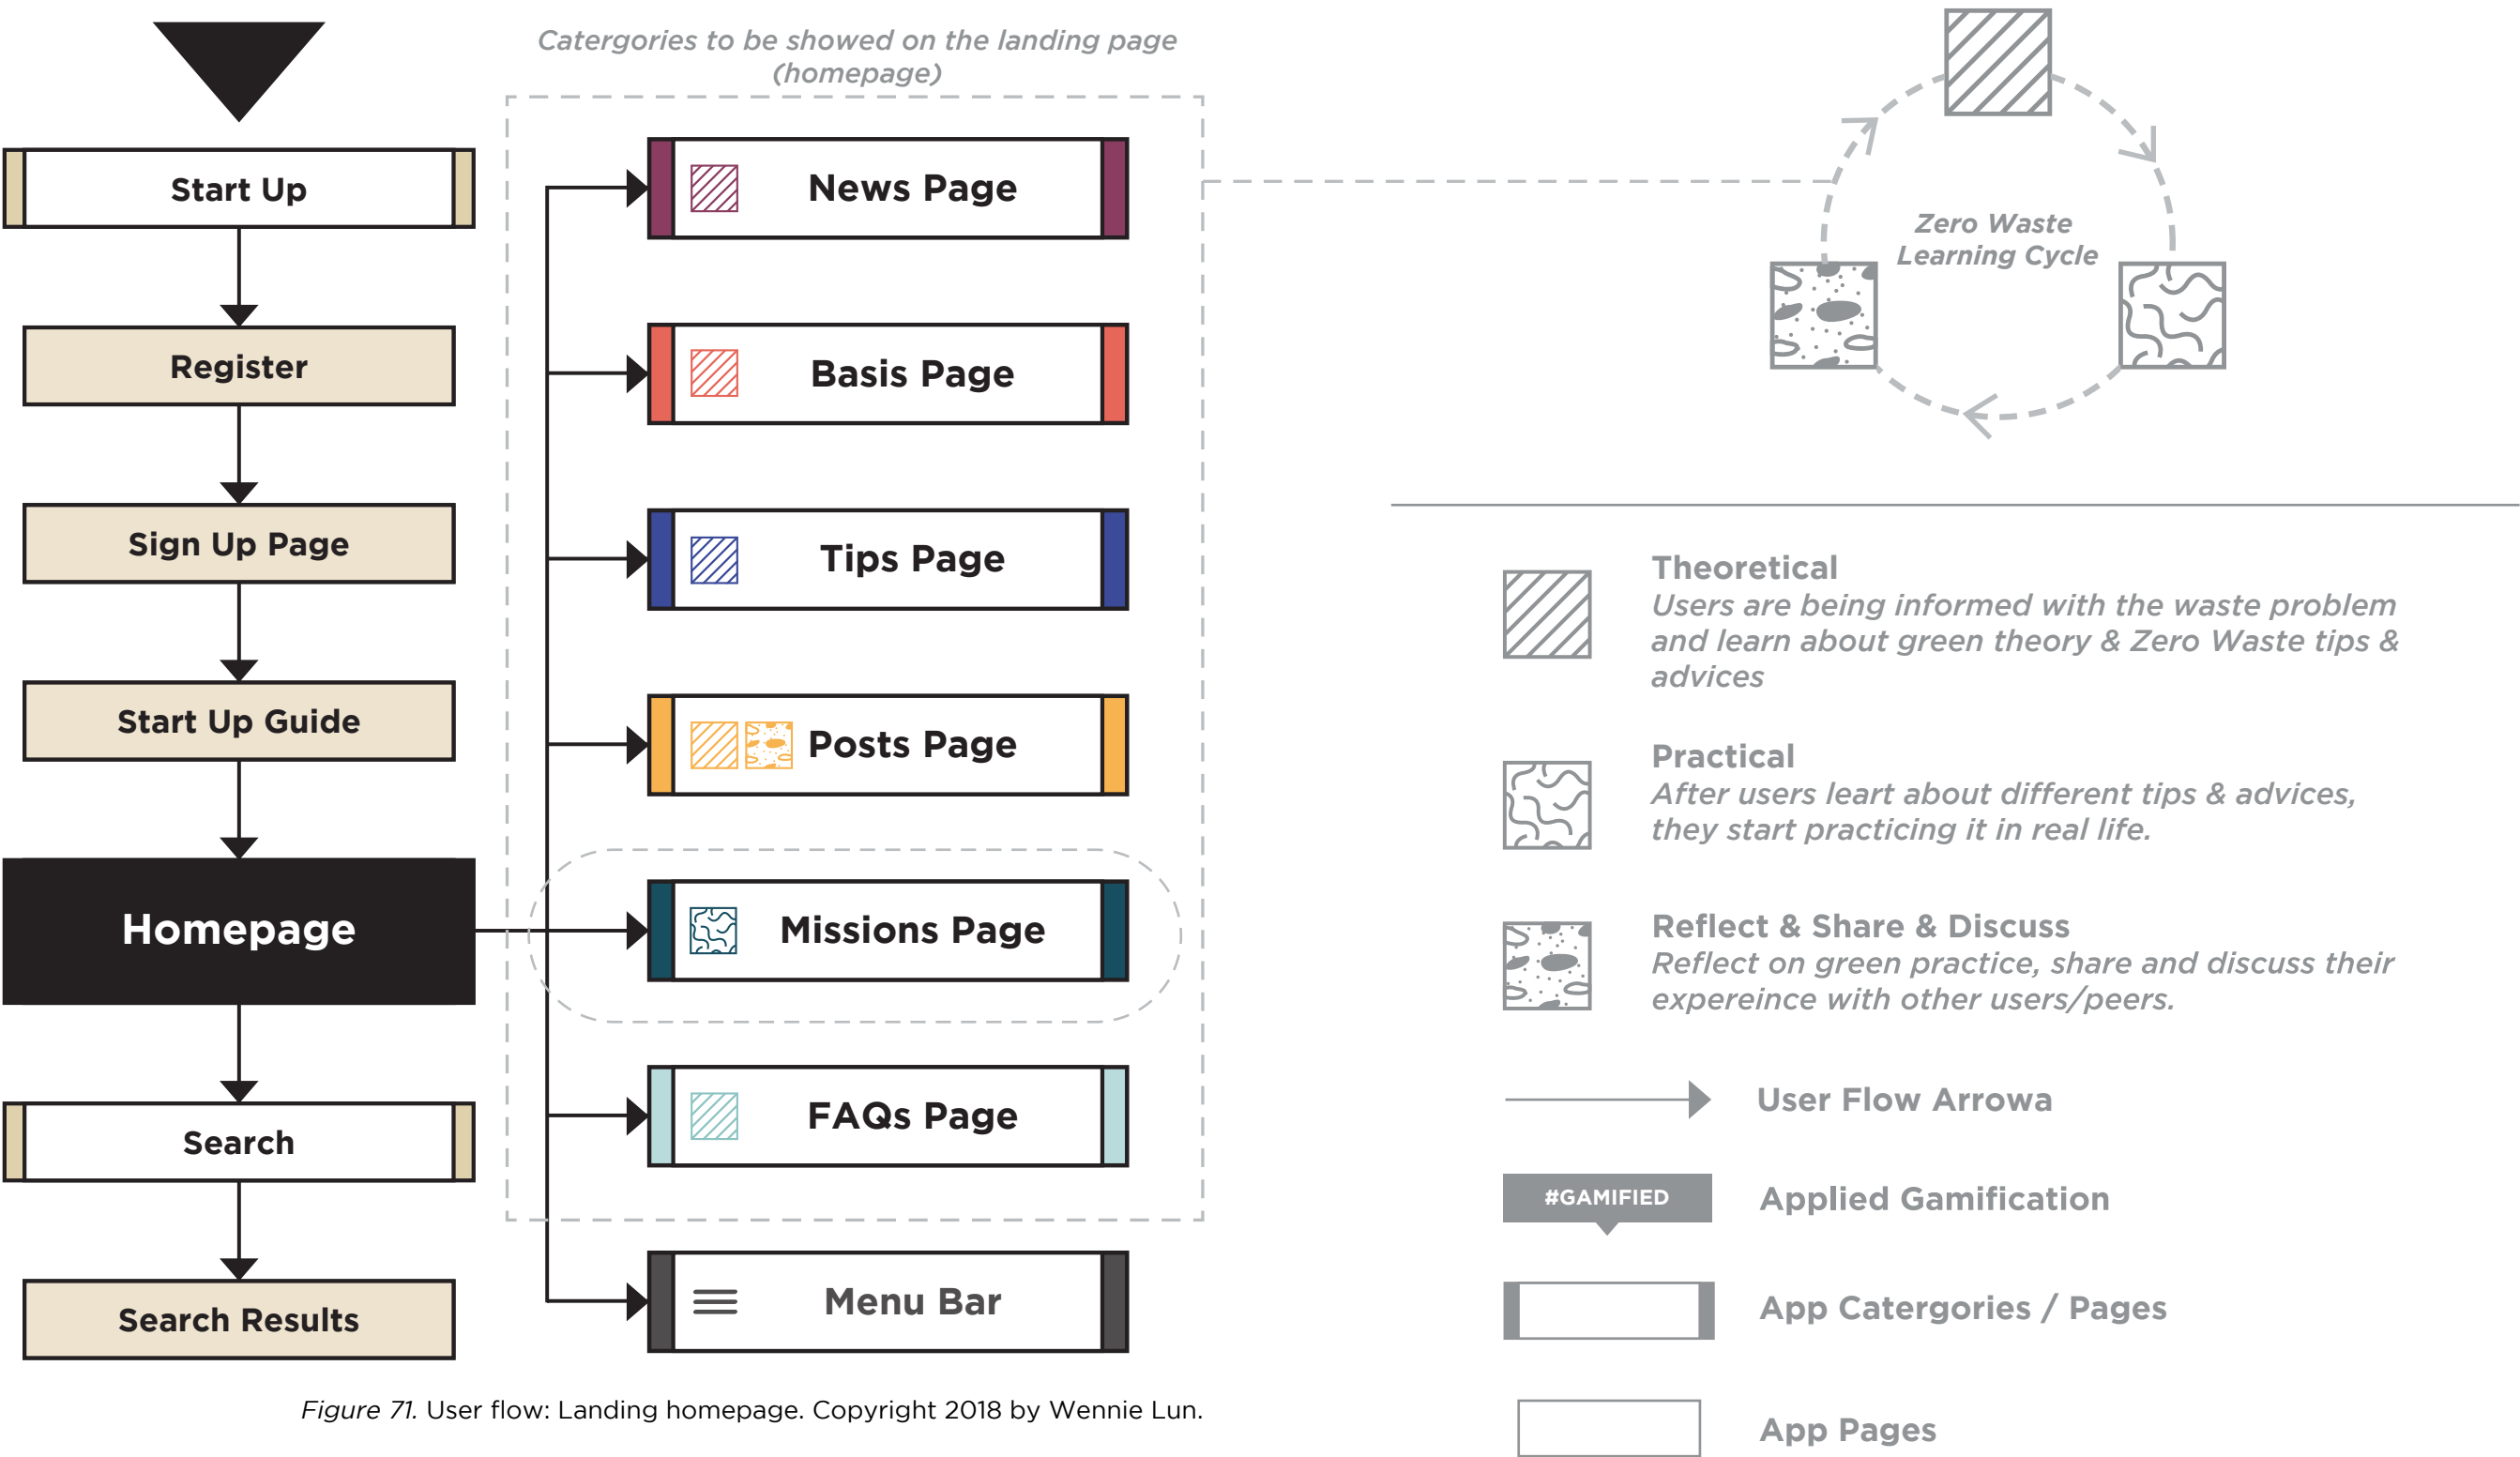 Catergories to be showed on the landing page
(homepage)
Start Up
Register
Sign Up Page
Start Up Guide
Homepage
Search
Search Results
News Page
Basis Page
Tips Page
Posts Page
Missions Page
FAQs Page
Menu Bar
Zero Waste
Learning Cycle
Theoretical
Users are being informed with the waste problem
and learn about green theory & Zero Waste tips &
advices
Practical
After users leart about different tips & advices,
they start practicing it in real life.
Reflect & Share & Discuss
Reflect on green practice, share and discuss their
expereince with other users/peers.
User Flow Arrowa
#GAMIFIED
Applied Gamification
App Catergories / Pages
App Pages
Figure 71. User flow: Landing homepage. Copyright 2018 by Wennie Lun.